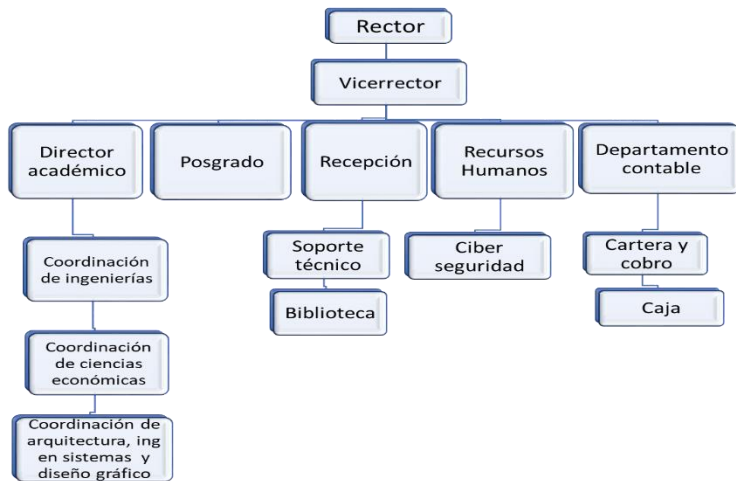 Rector
Vicerrector
Director
académico
Posgrado
Recepción
Recursos
Humanos
Departamento
contable
Coordinación
de ingenierías
Soporte
técnico
Ciber
seguridad
Cartera y
cobro
Biblioteca
Caja
Coordinación
de ciencias
económicas
Coordinación de
arquitectura, ing
en sistemas y
diseño gráfico